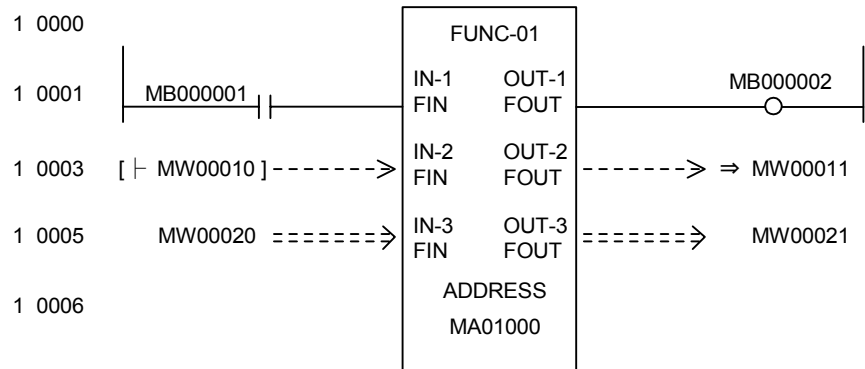 1 0000
FUNC-01
1 0001 MB000001 IN-1 OUT-1 MB000002
FIN FOUT
1 0003 [ ├ MW00010 ] IN-2 OUT-2 ⇒ MW00011
FIN FOUT
1 0005 MW00020 IN-3 OUT-3 MW00021
FIN FOUT
1 0006 ADDRESS
MA01000